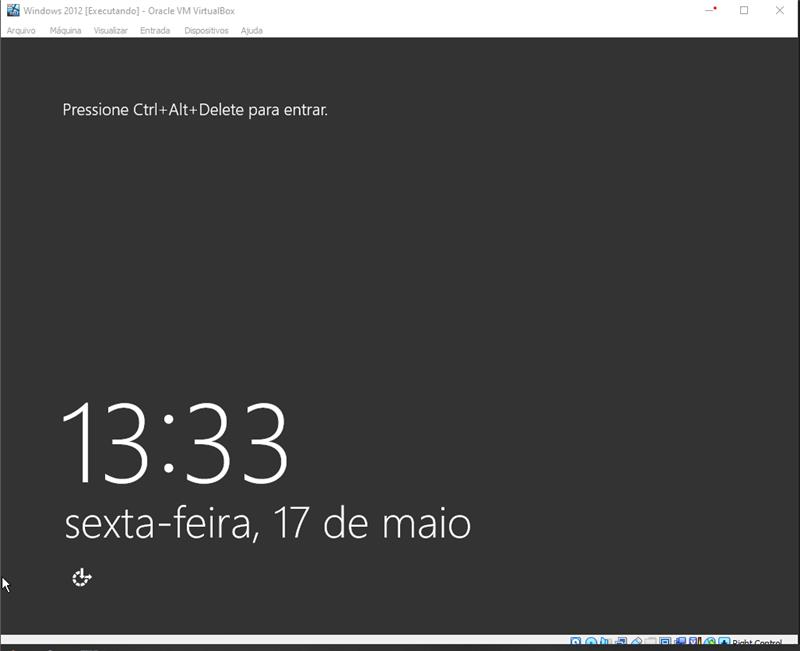 Windows 2012 [Executando] - Oracle VM VirtualBox
Arquivo Máquina Visualizar Entrada Dispositivos Ajuda
Pressione Ctrl+Alt+Delete para entrar.
13:33
sexta-feira, 17 de maio
Right Control